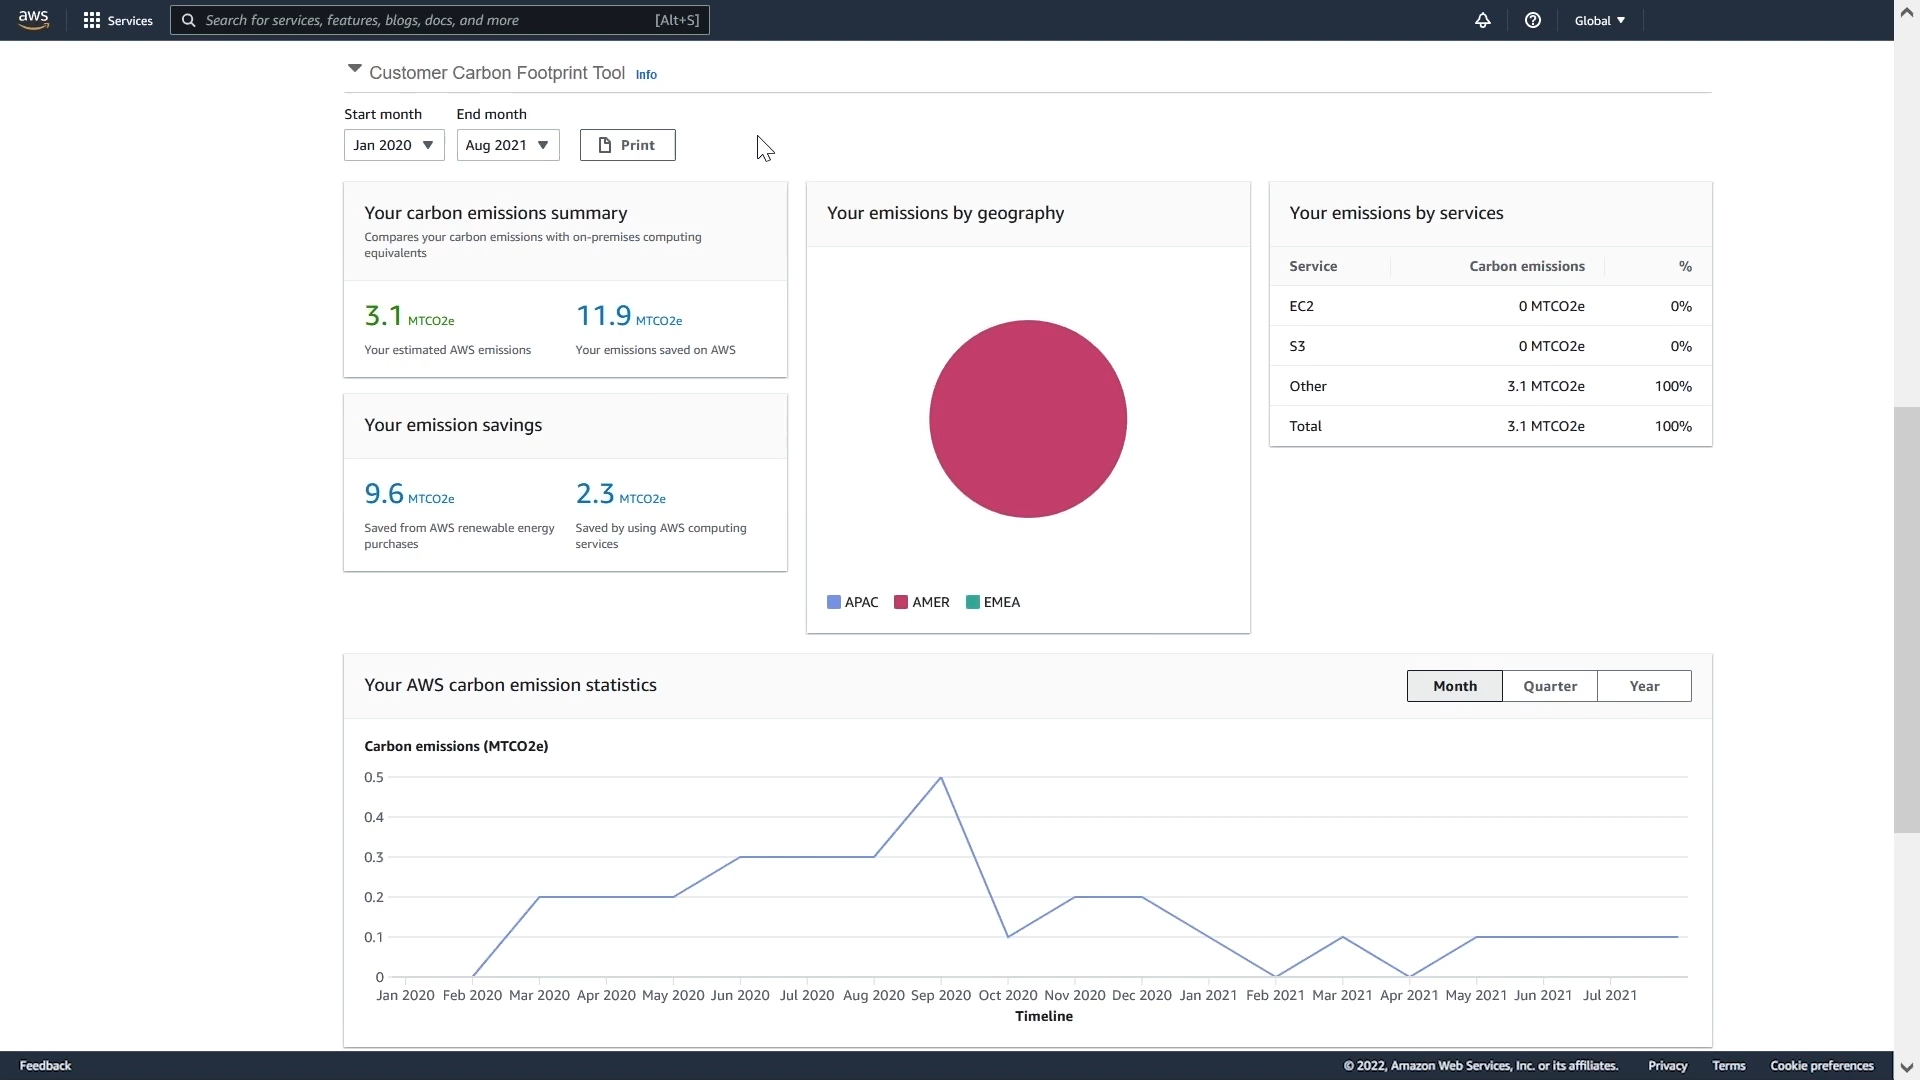 aws
Services
Search for services, features, blogs, docs, and more
[Alt+S]
Global
Customer Carbon Footprint Tool Info
Start month
End month
Jan 2020
Aug 2021
Print
Your carbon emissions summary
Compares your carbon emissions with on-premises computing
equivalents
3.1 MTCO2e
11.9 MTCO2e
Your estimated AWS emissions
Your emissions saved on AWS
Your emission savings
9.6 MTCO2e
2.3 MTCO2e
Saved from AWS renewable energy
purchases
Saved by using AWS computing
services
Your emissions by geography
APAC AMER EMEA
Your emissions by services
Service Carbon emissions %
EC2 0 MTCO2e 0%
S3 0 MTCO2e 0%
Other 3.1 MTCO2e 100%
Total 3.1 MTCO2e 100%
Your AWS carbon emission statistics
Month Quarter Year
Carbon emissions (MTCO2e)
0.5
0.4
0.3
0.2
0.1
0
Jan 2020 Feb 2020 Mar 2020 Apr 2020 May 2020 Jun 2020 Jul 2020 Aug 2020 Sep 2020 Oct 2020 Nov 2020 Dec 2020 Jan 2021 Feb 2021 Mar 2021 Apr 2021 May 2021 Jun 2021 Jul 2021
Timeline
Feedback
© 2022, Amazon Web Services, Inc. or its affiliates. Privacy Terms Cookie preferences